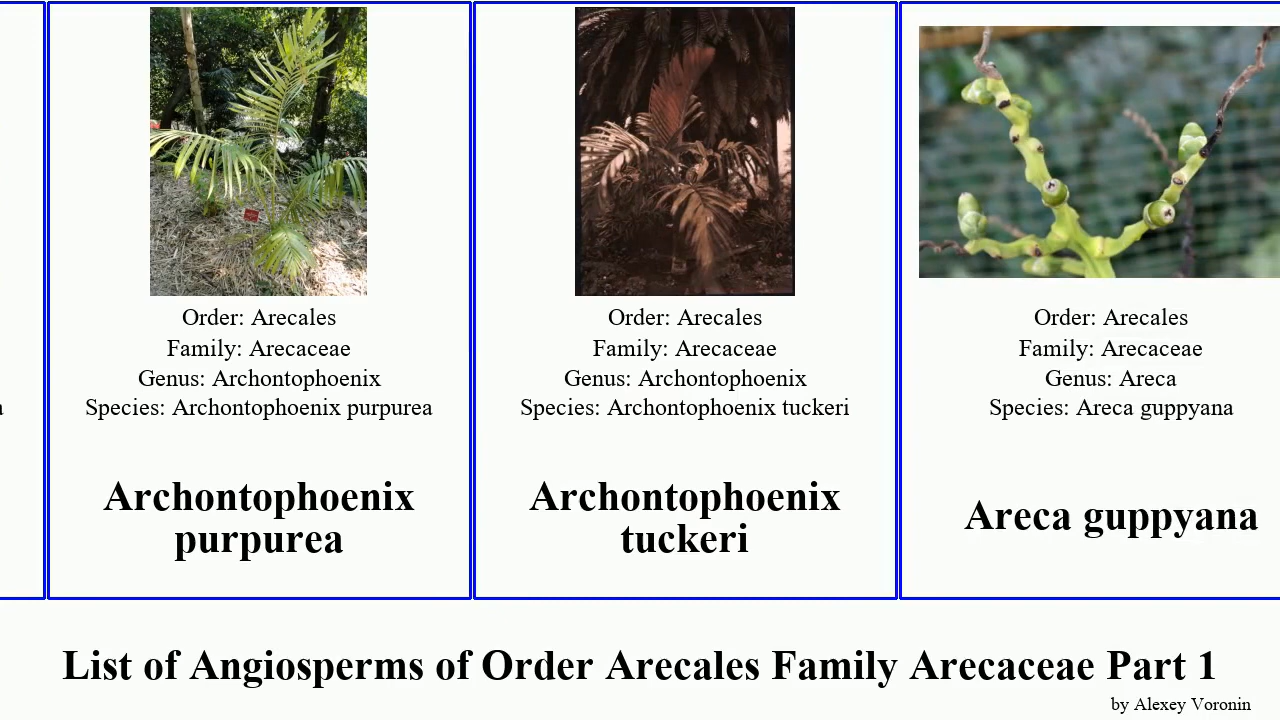 Order: Arecales
Family: Arecaceae
Genus: Archontophoenix
Species: Archontophoenix purpurea
Archontophoenix
purpurea
Order: Arecales
Family: Arecaceae
Genus: Archontophoenix
Species: Archontophoenix tuckeri
Archontophoenix
tuckeri
Order: Arecales
Family: Arecaceae
Genus: Areca
Species: Areca guppyana
Areca guppyana
List of Angiosperms of Order Arecales Family Arecaceae Part 1
by Alexey Voronin